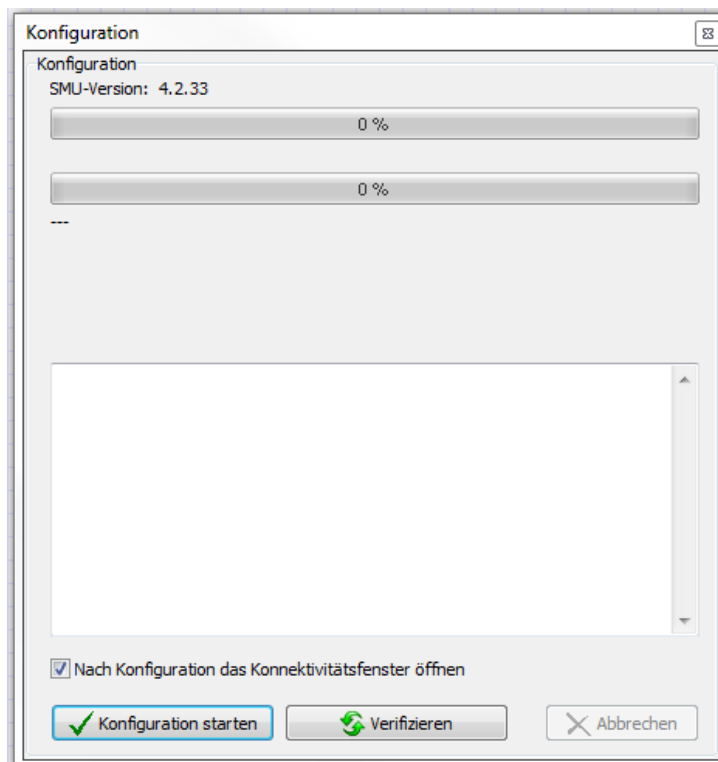 Konfiguration
Konfiguration
SMU-Version: 4.2.33
0 %
0 %
---
Nach Konfiguration das Konnektivitätsfenster öffnen
Konfiguration starten
Verifizieren
Abbrechen